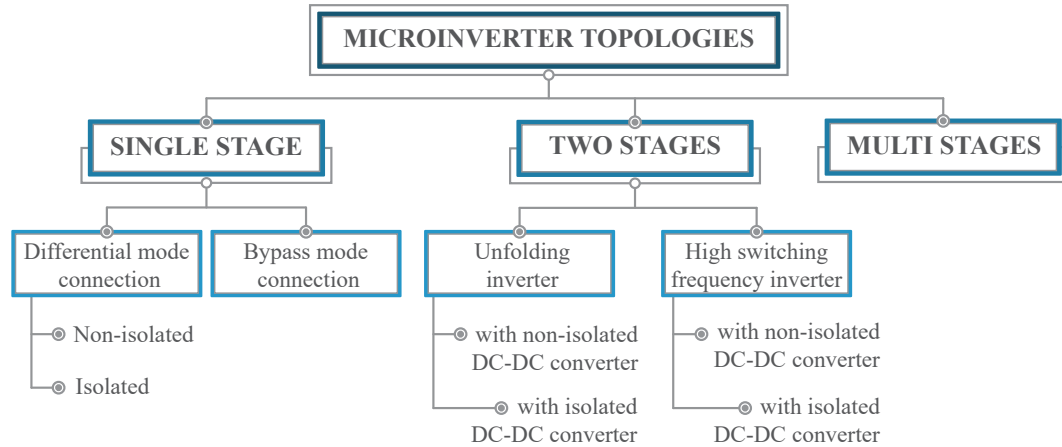 MICROINVERTER TOPOLOGIES
SINGLE STAGE
TWO STAGES
MULTI STAGES
Differential mode
connection
Bypass mode
connection
Unfolding
inverter
High switching
frequency inverter
Non-isolated
Isolated
with non-isolated
DC-DC converter
with isolated
DC-DC converter
with non-isolated
DC-DC converter
with isolated
DC-DC converter